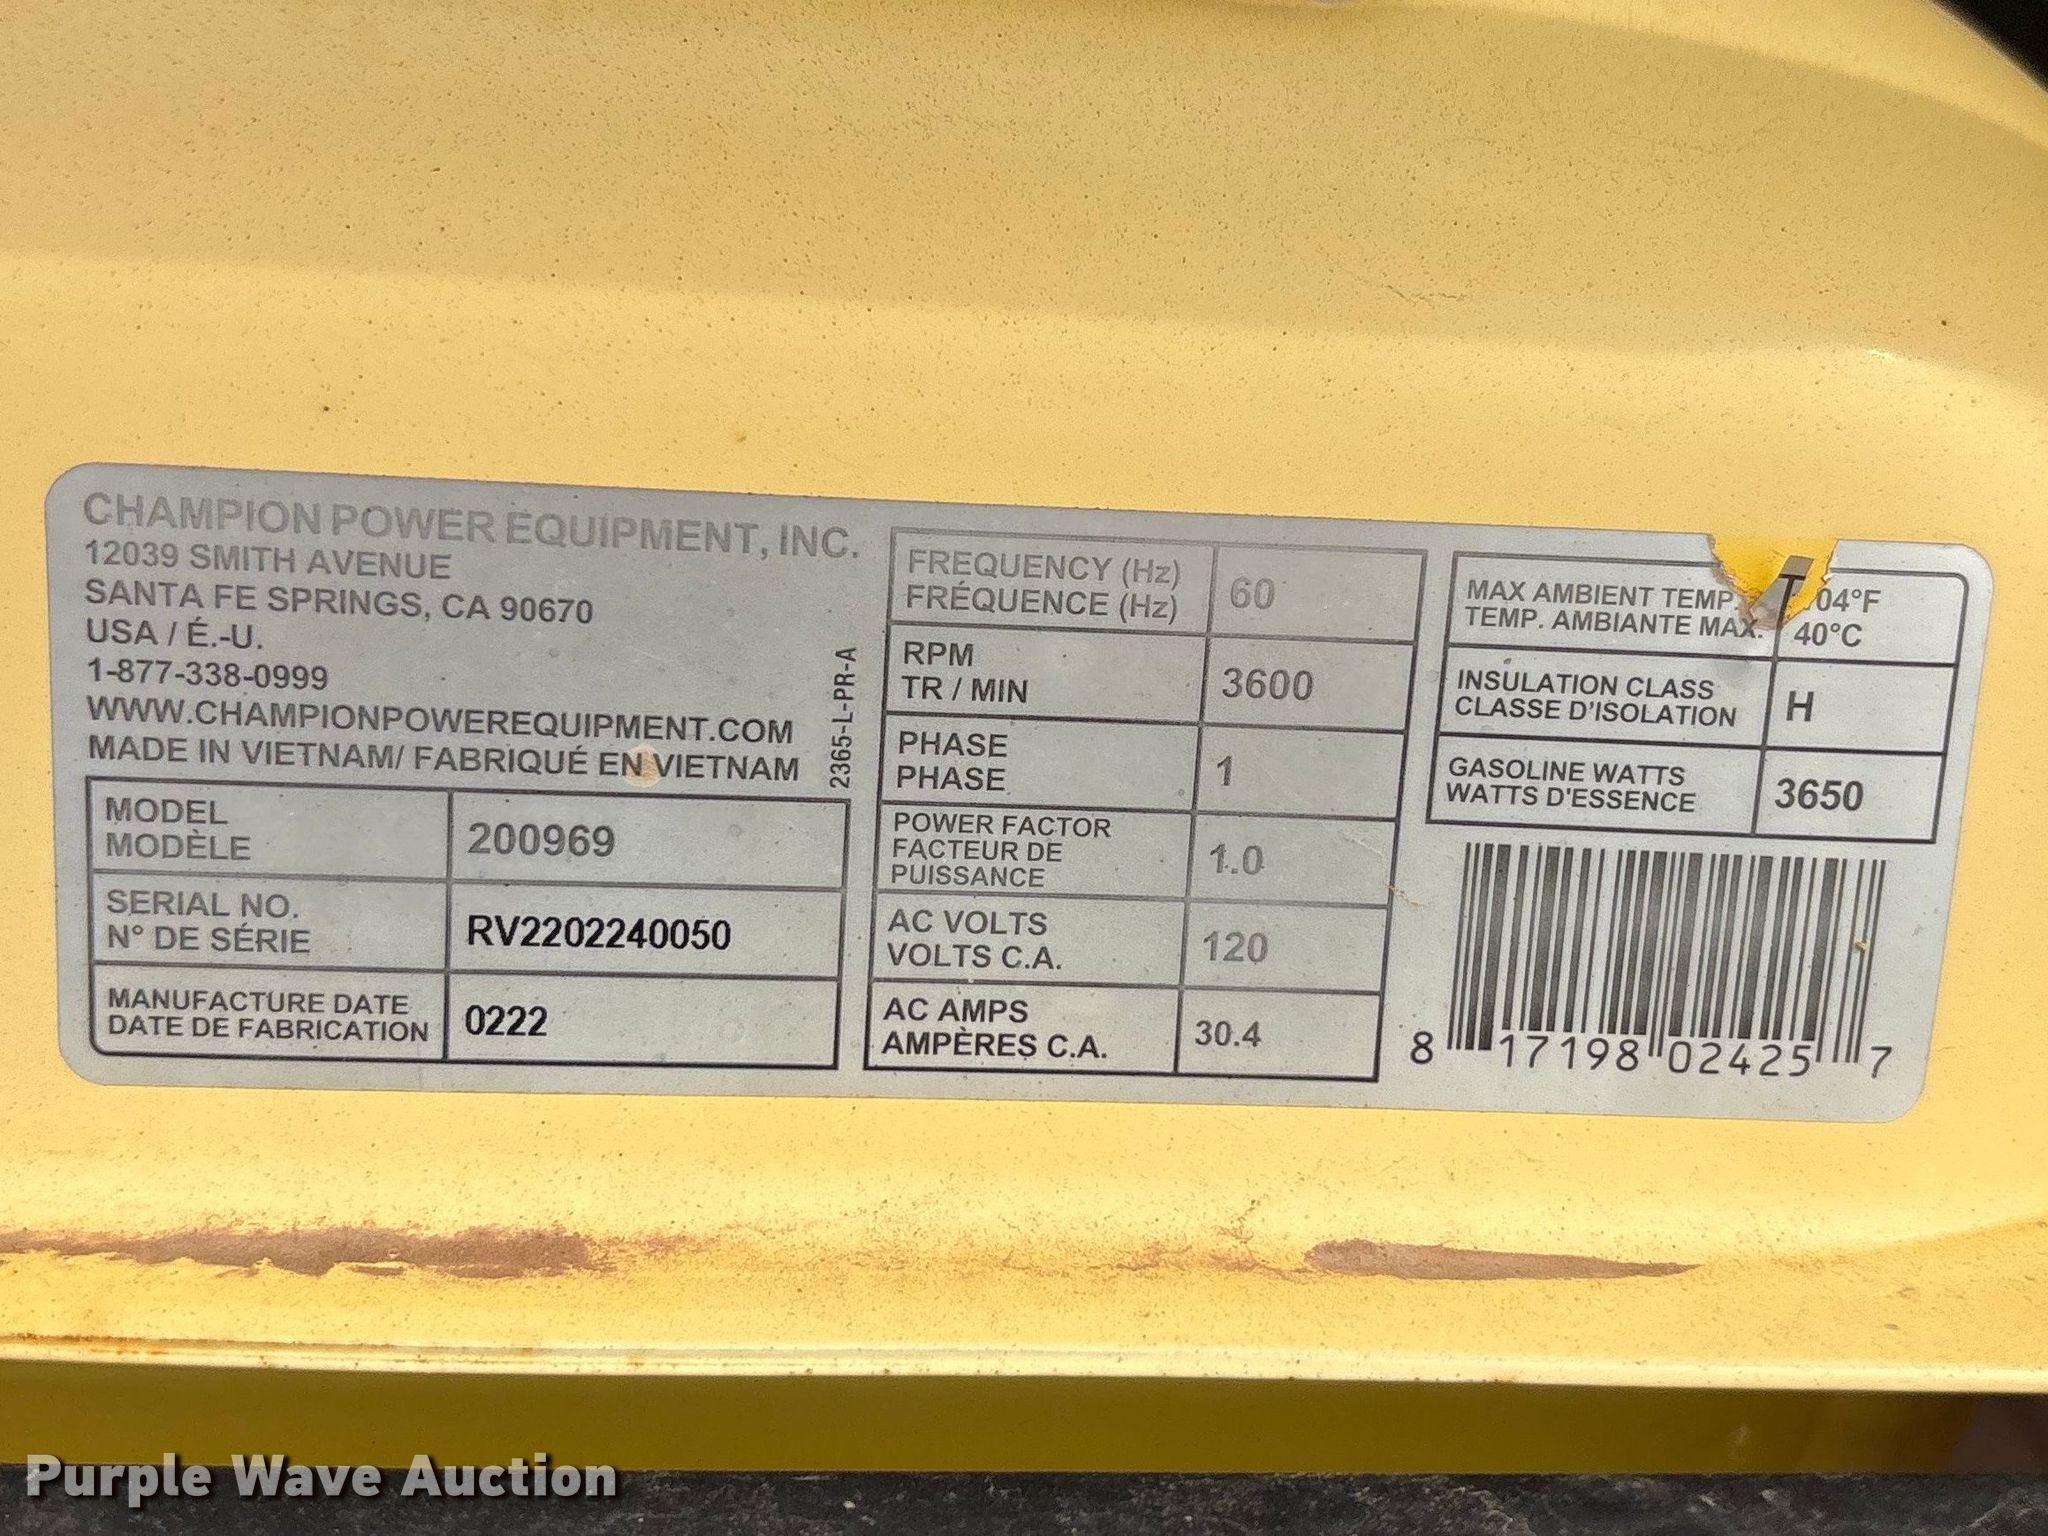 CHAMPION POWER EQUIPMENT, INC.
12039 SMITH AVENUE
SANTA FE SPRINGS, CA 90670
USA / É.-U.
1-877-338-0999
WWW.CHAMPIONPOWEREQUIPMENT.COM
MADE IN VIETNAM/ FABRIQUÉ EN VIETNAM
2365-L-PR-A
MODEL
MODÈLE
200969
SERIAL NO.
N° DE SÉRIE
RV2202240050
MANUFACTURE DATE
DATE DE FABRICATION
0222
FREQUENCY (Hz)
FRÉQUENCE (Hz)
60
RPM
TR / MIN
3600
PHASE
PHASE
1
POWER FACTOR
FACTEUR DE
PUISSANCE
1.0
AC VOLTS
VOLTS C.A.
120
AC AMPS
AMPÈRES C.A.
30.4
MAX AMBIENT TEMP.
TEMP. AMBIANTE MAX.
04°F
40°C
INSULATION CLASS
CLASSE D'ISOLATION
H
GASOLINE WATTS
WATTS D'ESSENCE
3650
8 17198 02425 7
Purple Wave Auction